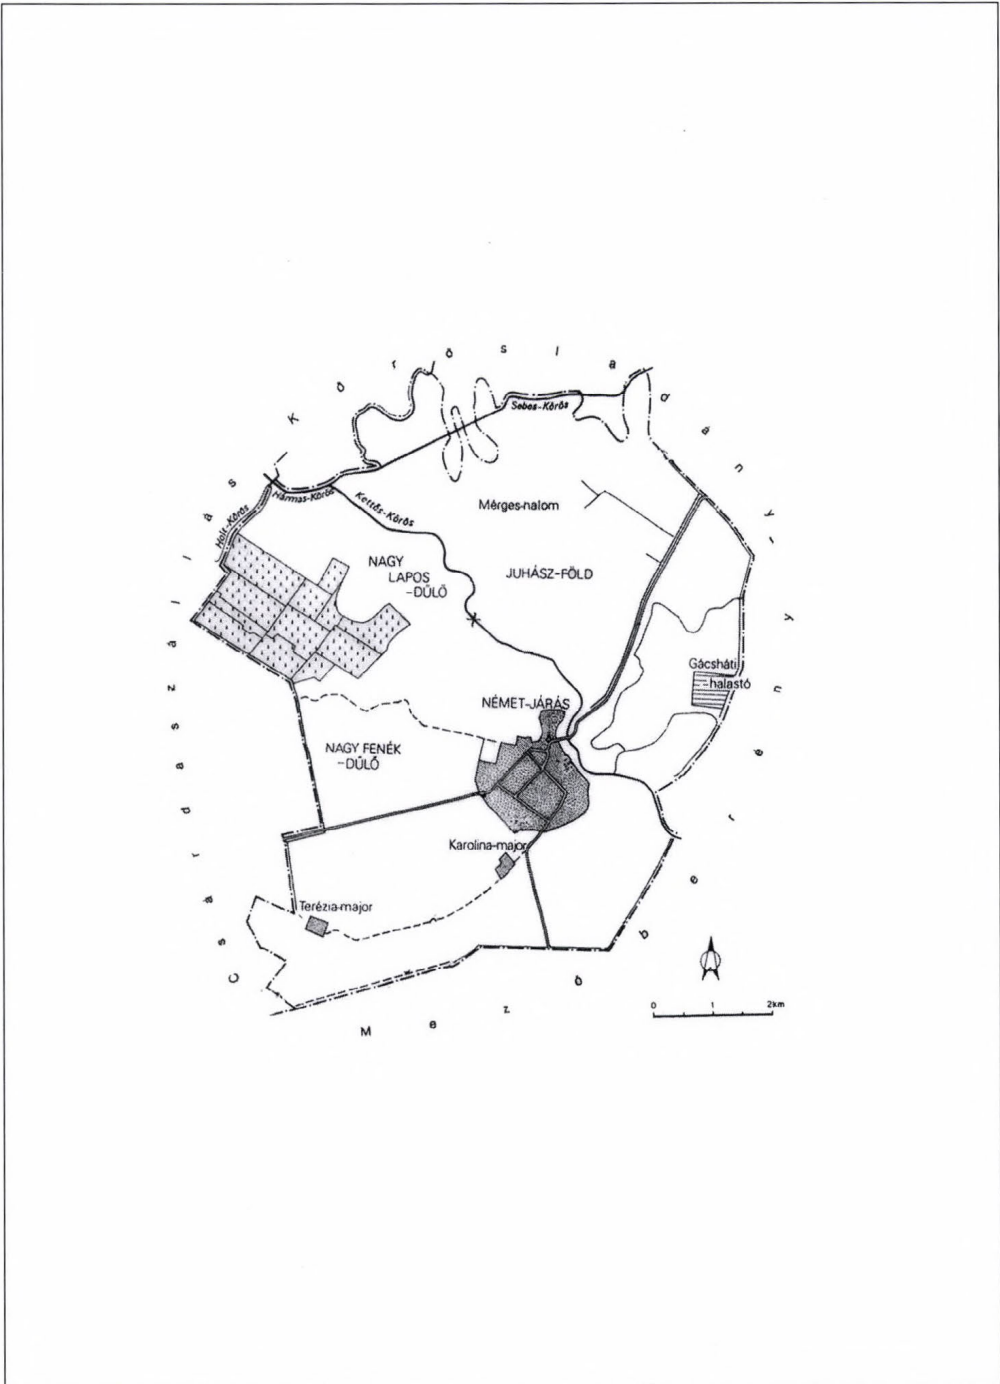 Körösladány-
Sebes-Körös
Hármas-Körös
Kettős-Körös
Holt-Körös
Csárdaszállás
Mérges-nalom
NAGY
LAPOS
-DŰLŐ
JUHÁSZ-FÖLD
Gácsháti
-halastó
NÉMET-JÁRÁS
NAGY FENÉK
-DŰLŐ
Karolina-major
Terézia-major
Mezőberény
0 1 2km